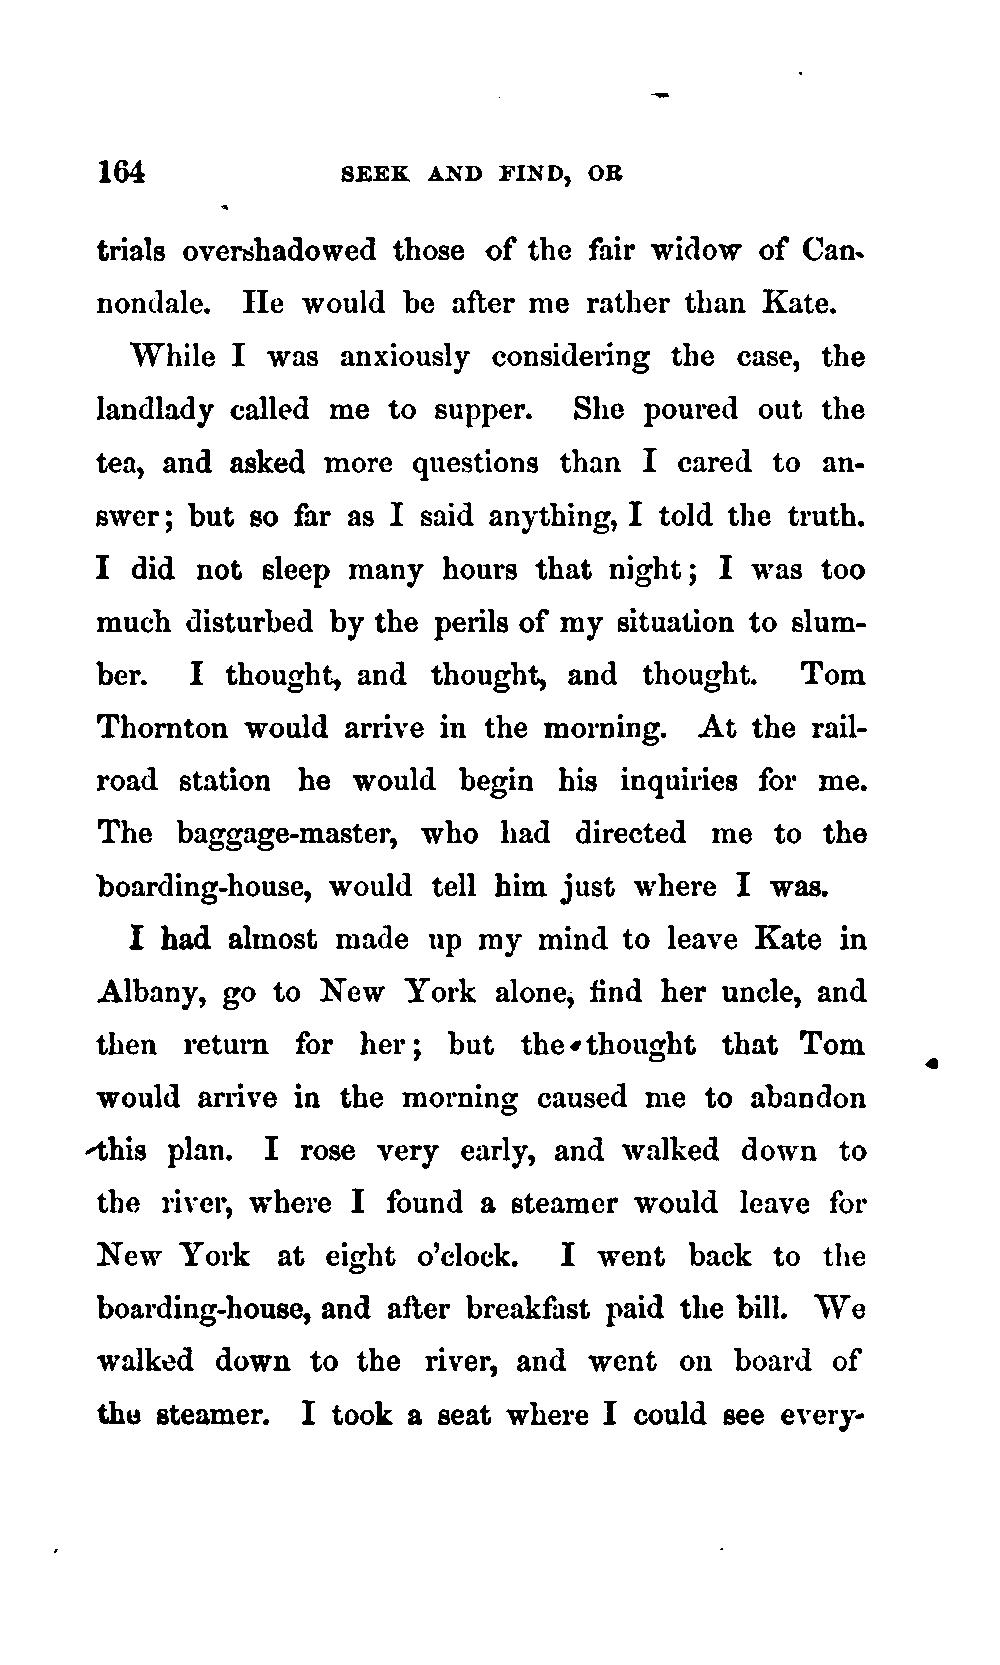 164 SEEK AND FIND, OR
trials overshadowed those of the fair widow of Can-
nondale. He would be after me rather than Kate.
While I was anxiously considering the case, the
landlady called me to supper. She poured out the
tea, and asked more questions than I cared to an-
swer; but so far as I said anything, I told the truth.
I did not sleep many hours that night; I was too
much disturbed by the perils of my situation to slum-
ber. I thought, and thought, and thought. Tom
Thornton would arrive in the morning. At the rail-
road station he would begin his inquiries for me.
The baggage-master, who had directed me to the
boarding-house, would tell him just where I was.
I had almost made up my mind to leave Kate in
Albany, go to New York alone, find her uncle, and
then return for her; but the thought that Tom
would arrive in the morning caused me to abandon
this plan. I rose very early, and walked down to
the river, where I found a steamer would leave for
New York at eight o'clock. I went back to the
boarding-house, and after breakfast paid the bill. We
walked down to the river, and went on board of
the steamer. I took a seat where I could see every-